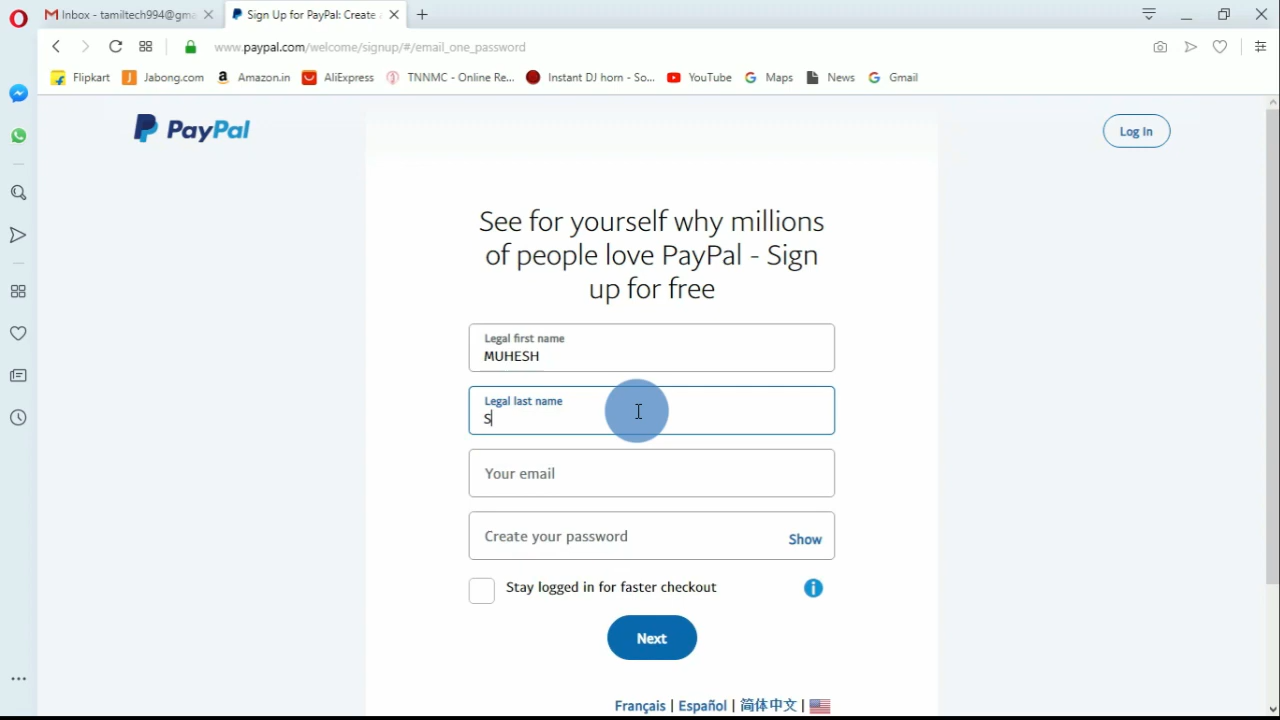 Inbox - tamiltech994@gma
Sign Up for PayPal: Create
www.paypal.com/welcome/signup/#/email_one_password
Flipkart
Jabong.com
Amazon.in
AliExpress
TNNMC - Online Re...
Instant DJ horn - So...
YouTube
Maps
News
Gmail
PayPal
Log In
See for yourself why millions
of people love PayPal - Sign
up for free
Legal first name
MUHESH
Legal last name
S
Your email
Create your password
Show
Stay logged in for faster checkout
Next
Français | Español | 简体中文 |